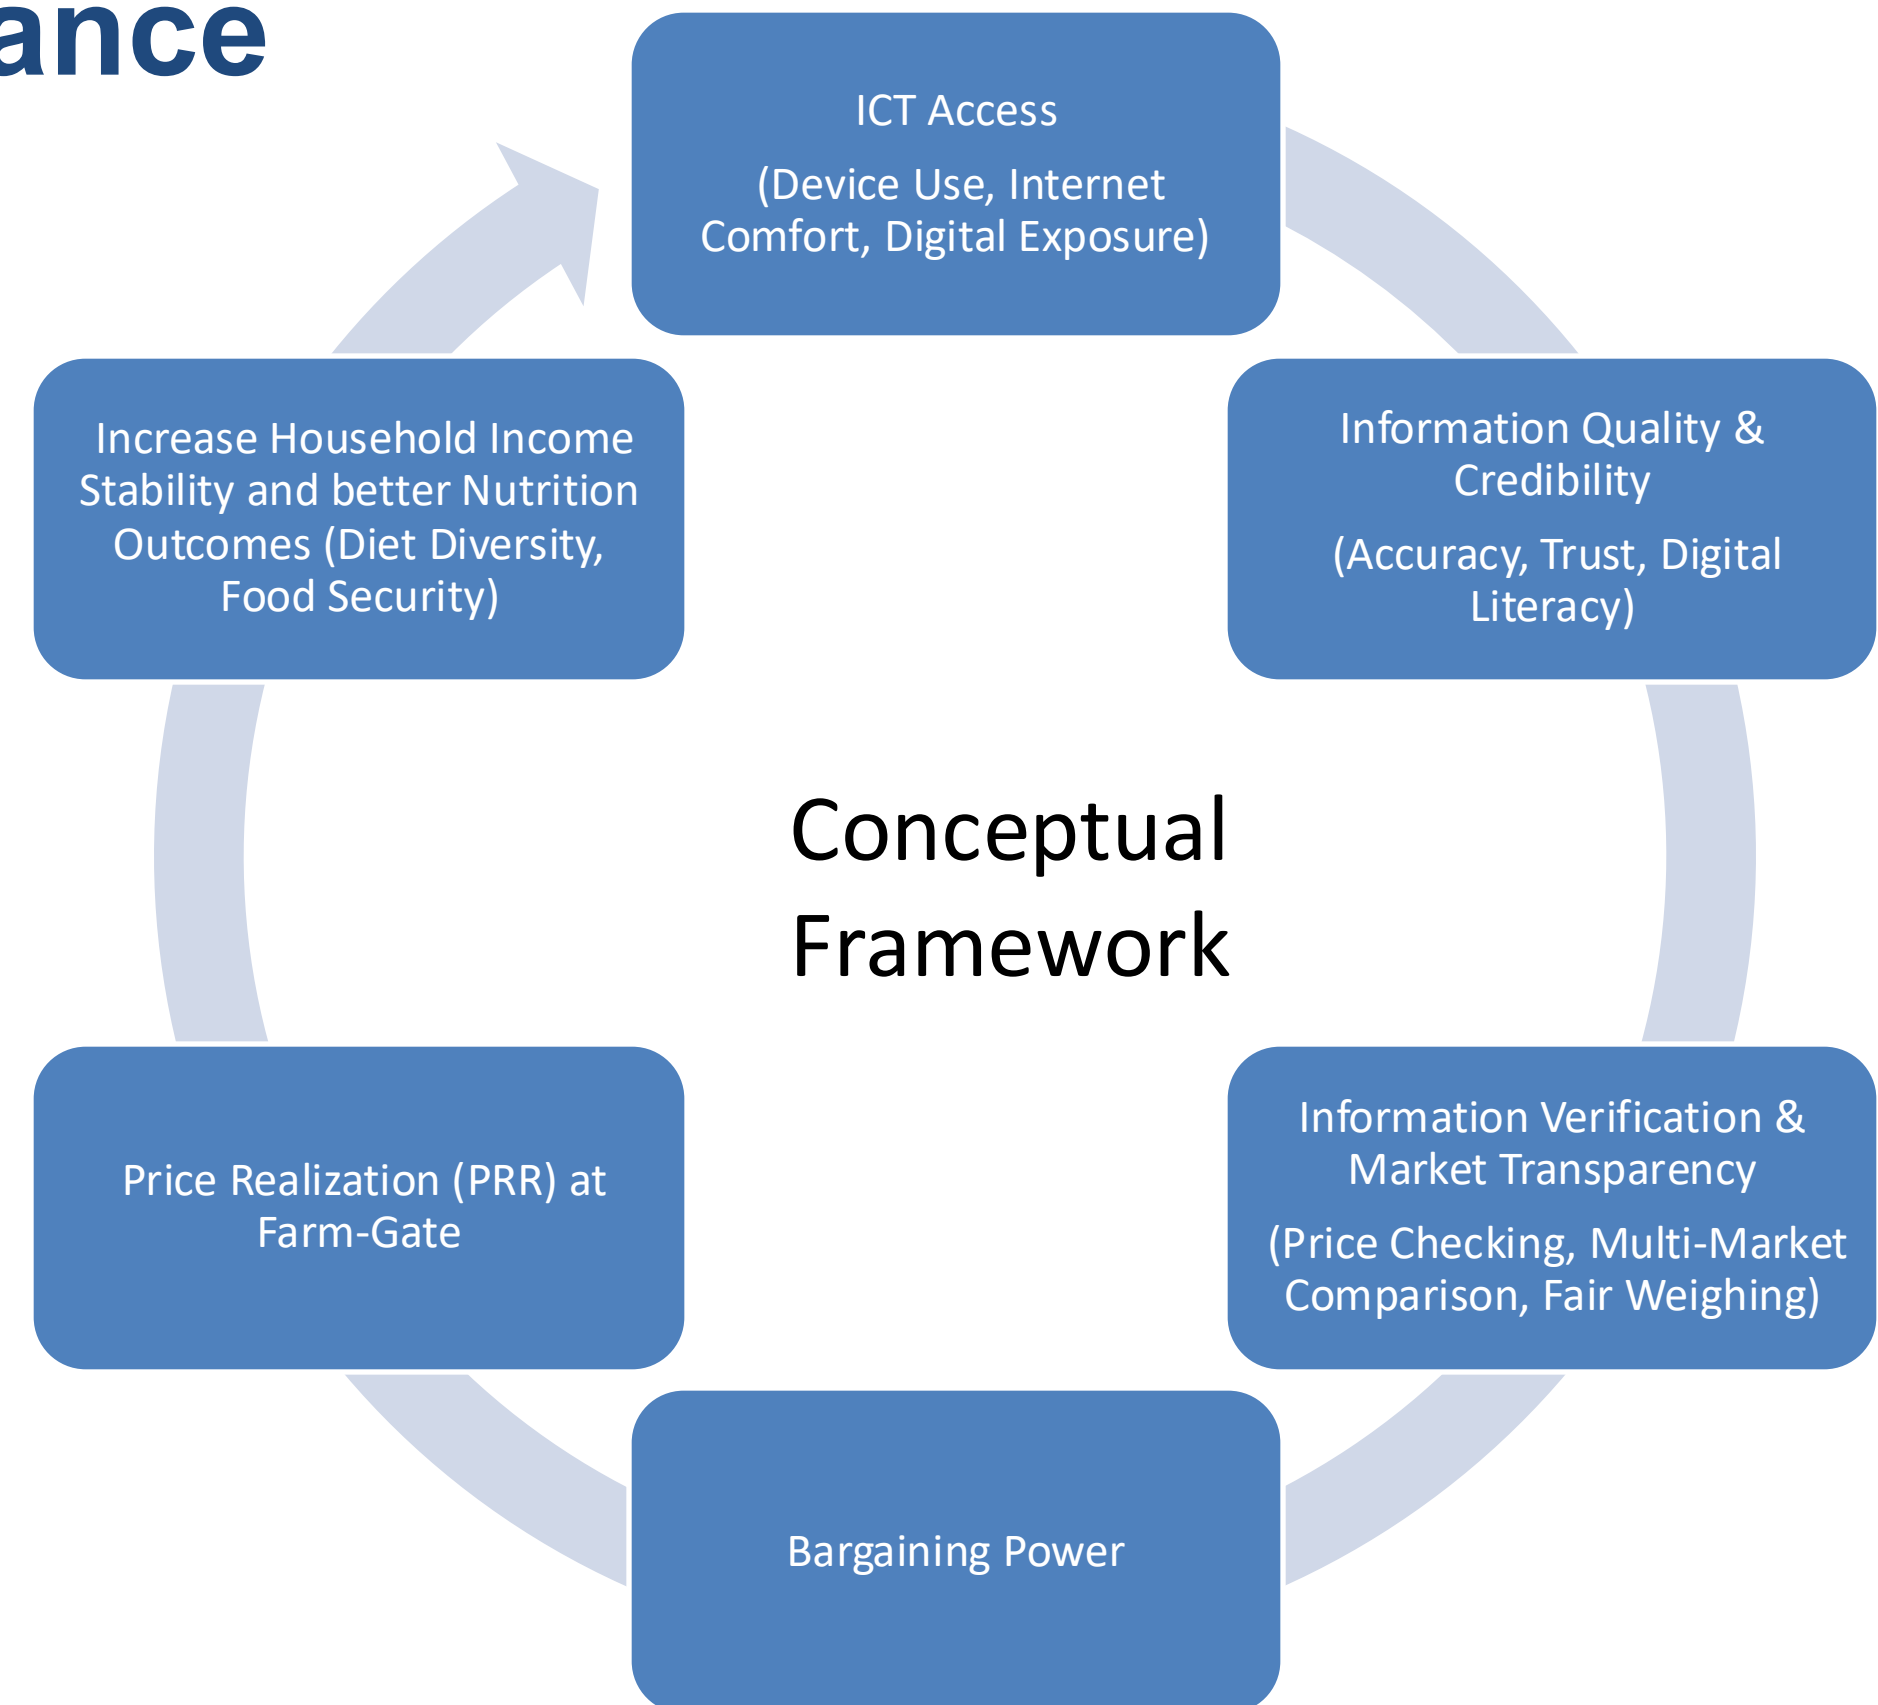 ance
ICT Access
(Device Use, Internet
Comfort, Digital Exposure)
Information Quality &
Credibility
(Accuracy, Trust, Digital
Literacy)
Information Verification &
Market Transparency
(Price Checking, Multi-Market
Comparison, Fair Weighing)
Bargaining Power
Price Realization (PRR) at
Farm-Gate
Increase Household Income
Stability and better Nutrition
Outcomes (Diet Diversity,
Food Security)
Conceptual
Framework